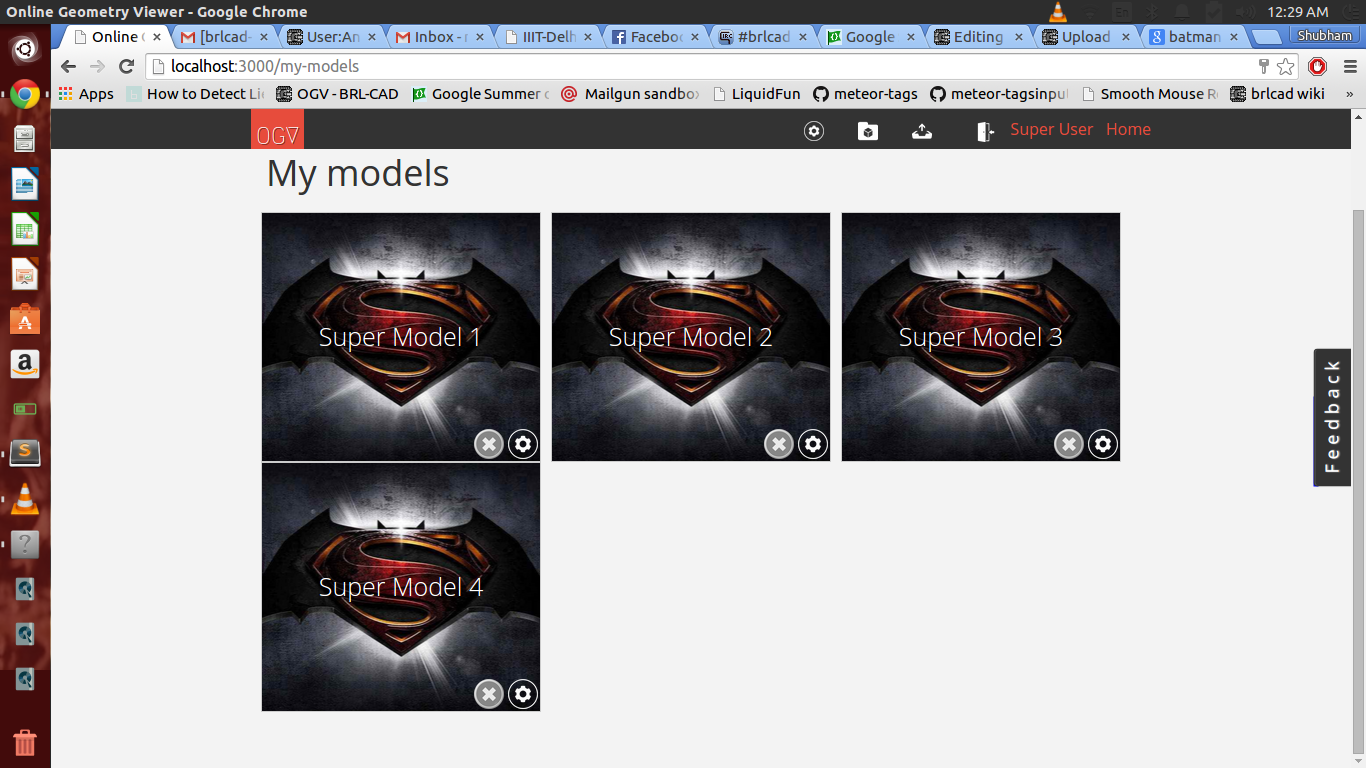 Online Geometry Viewer - Google Chrome
12:29 AM
Online
[brlcad-
User:An
Inbox - r
IIIT-Delh
Facebo
#brlcad
Google
Editing
Upload
batman
Shubham
localhost:3000/my-models
Apps
How to Detect Li
OGV - BRL-CAD
Google Summer
Mailgun sandbo
LiquidFun
meteor-tags
meteor-tagsinpu
Smooth Mouse
brlcad wiki
»
OGV
Super User
Home
My models
Super Model 1
Super Model 2
Super Model 3
Super Model 4
Feedback